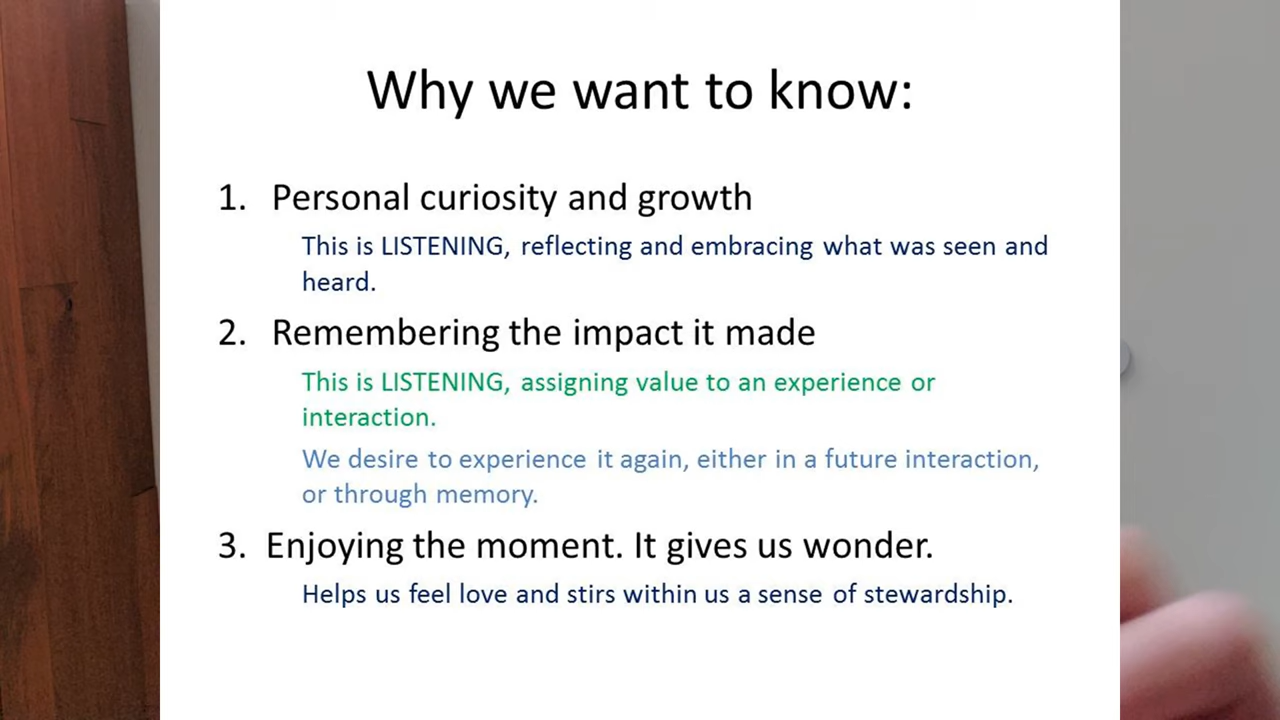 Why we want to know:
1. Personal curiosity and growth
This is LISTENING, reflecting and embracing what was seen and
heard.
2. Remembering the impact it made
This is LISTENING, assigning value to an experience or
interaction.
We desire to experience it again, either in a future interaction,
or through memory.
3. Enjoying the moment. It gives us wonder.
Helps us feel love and stirs within us a sense of stewardship.